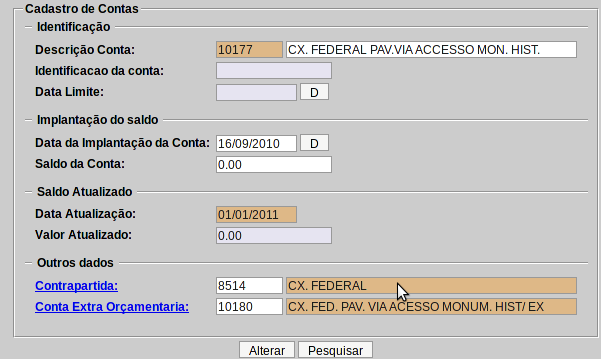 Cadastro de Contas
Identificação
Descrição Conta: 10177 CX. FEDERAL PAV.VIA ACCESSO MON. HIST.
Identificacao da conta:
Data Limite: D
Implantação do saldo
Data da Implantação da Conta: 16/09/2010 D
Saldo da Conta: 0.00
Saldo Atualizado
Data Atualização: 01/01/2011
Valor Atualizado: 0.00
Outros dados
Contrapartida: 8514 CX. FEDERAL
Conta Extra Orçamentaria: 10180 CX. FED. PAV. VIA ACESSO MONUM. HIST/ EX
Alterar Pesquisar